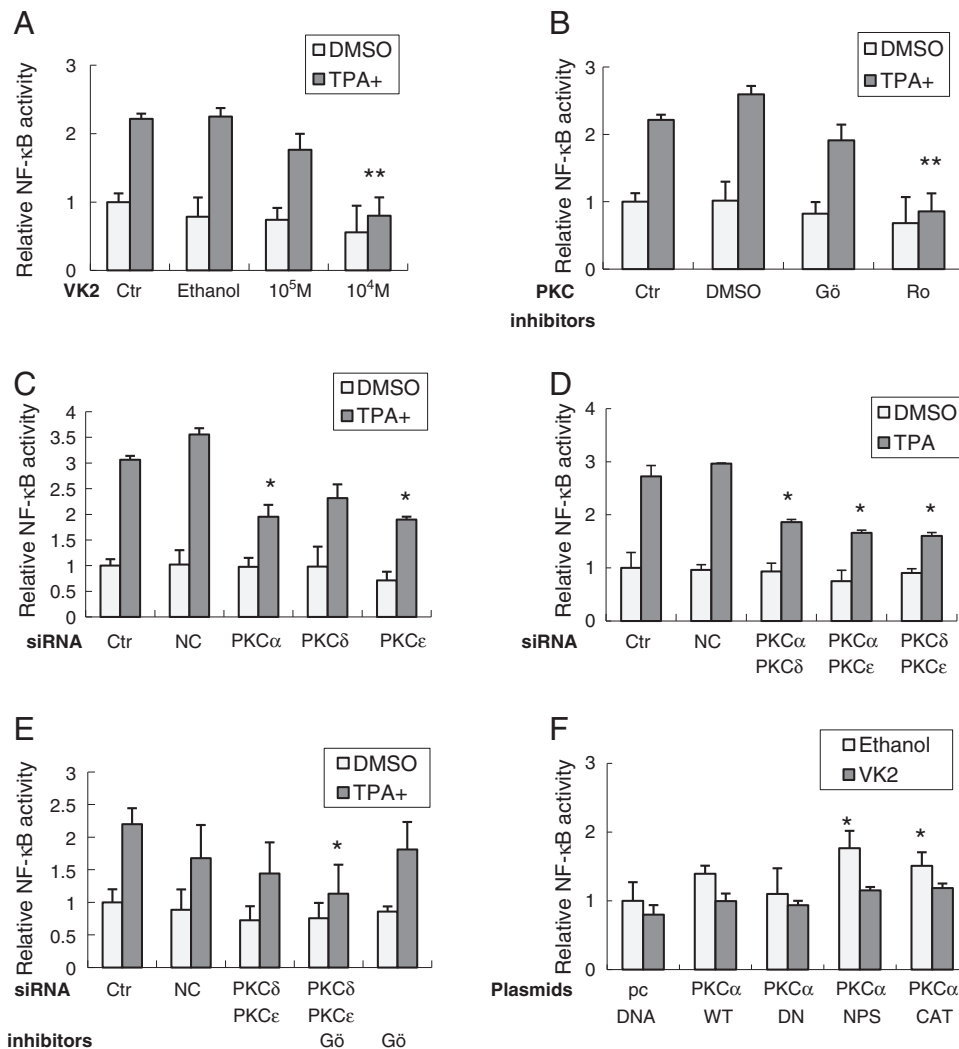 A
DMSO
TPA+
Relative NF-κB activity
3
2
1
0
**
VK2 Ctr Ethanol 10⁵M 10⁴M
B
DMSO
TPA+
Relative NF-κB activity
3
2
1
0
**
PKC Ctr DMSO Gö Ro
inhibitors
C
DMSO
TPA+
Relative NF-κB activity
4
3.5
3
2.5
2
1.5
1
0.5
0
* *
siRNA Ctr NC PKCα PKCδ PKCε
D
DMSO
TPA
Relative NF-κB activity
4
3
2
1
0
* * *
siRNA Ctr NC PKCα PKCα PKCδ
PKCδ PKCε PKCε
E
DMSO
TPA+
Relative NF-κB activity
3
2.5
2
1.5
1
0.5
0
*
siRNA Ctr NC PKCδ PKCδ
PKCε PKCε
inhibitors Gö Gö
F
Ethanol
VK2
Relative NF-κB activity
3
2
1
0
* *
Plasmids pc PKCα PKCα PKCα PKCα
DNA WT DN NPS CAT